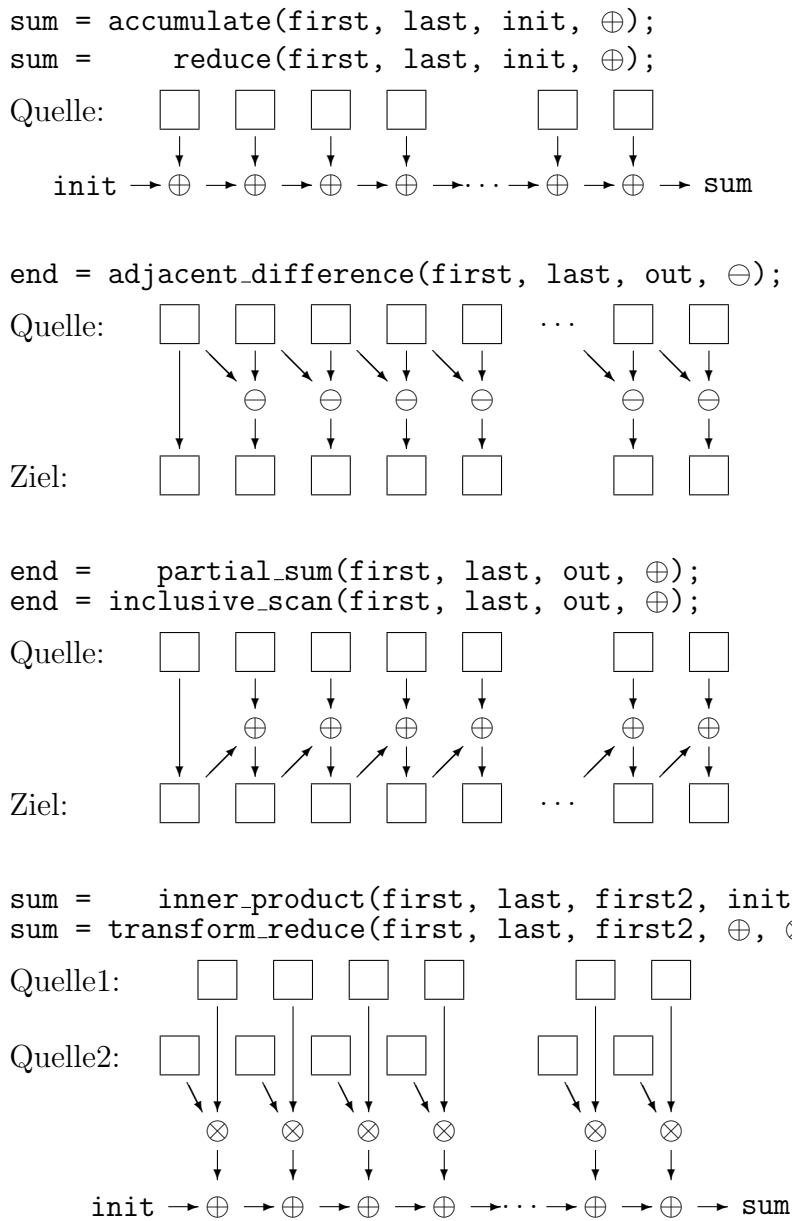 sum = accumulate(first, last, init, ⊕);
sum = reduce(first, last, init, ⊕);
Quelle:
init ⊕ ⊕ ⊕ ⊕ ··· ⊕ ⊕ sum
end = adjacent_difference(first, last, out, ⊖);
Quelle: ···
⊖ ⊖ ⊖ ⊖ ⊖ ⊖
Ziel:
end = partial_sum(first, last, out, ⊕);
end = inclusive_scan(first, last, out, ⊕);
Quelle:
⊕ ⊕ ⊕ ⊕ ⊕ ⊕
Ziel: ···
sum = inner_product(first, last, first2, init
sum = transform_reduce(first, last, first2, ⊕,
Quelle1:
Quelle2:
⊗ ⊗ ⊗ ⊗ ⊗ ⊗
init ⊕ ⊕ ⊕ ⊕ ··· ⊕ ⊕ sum